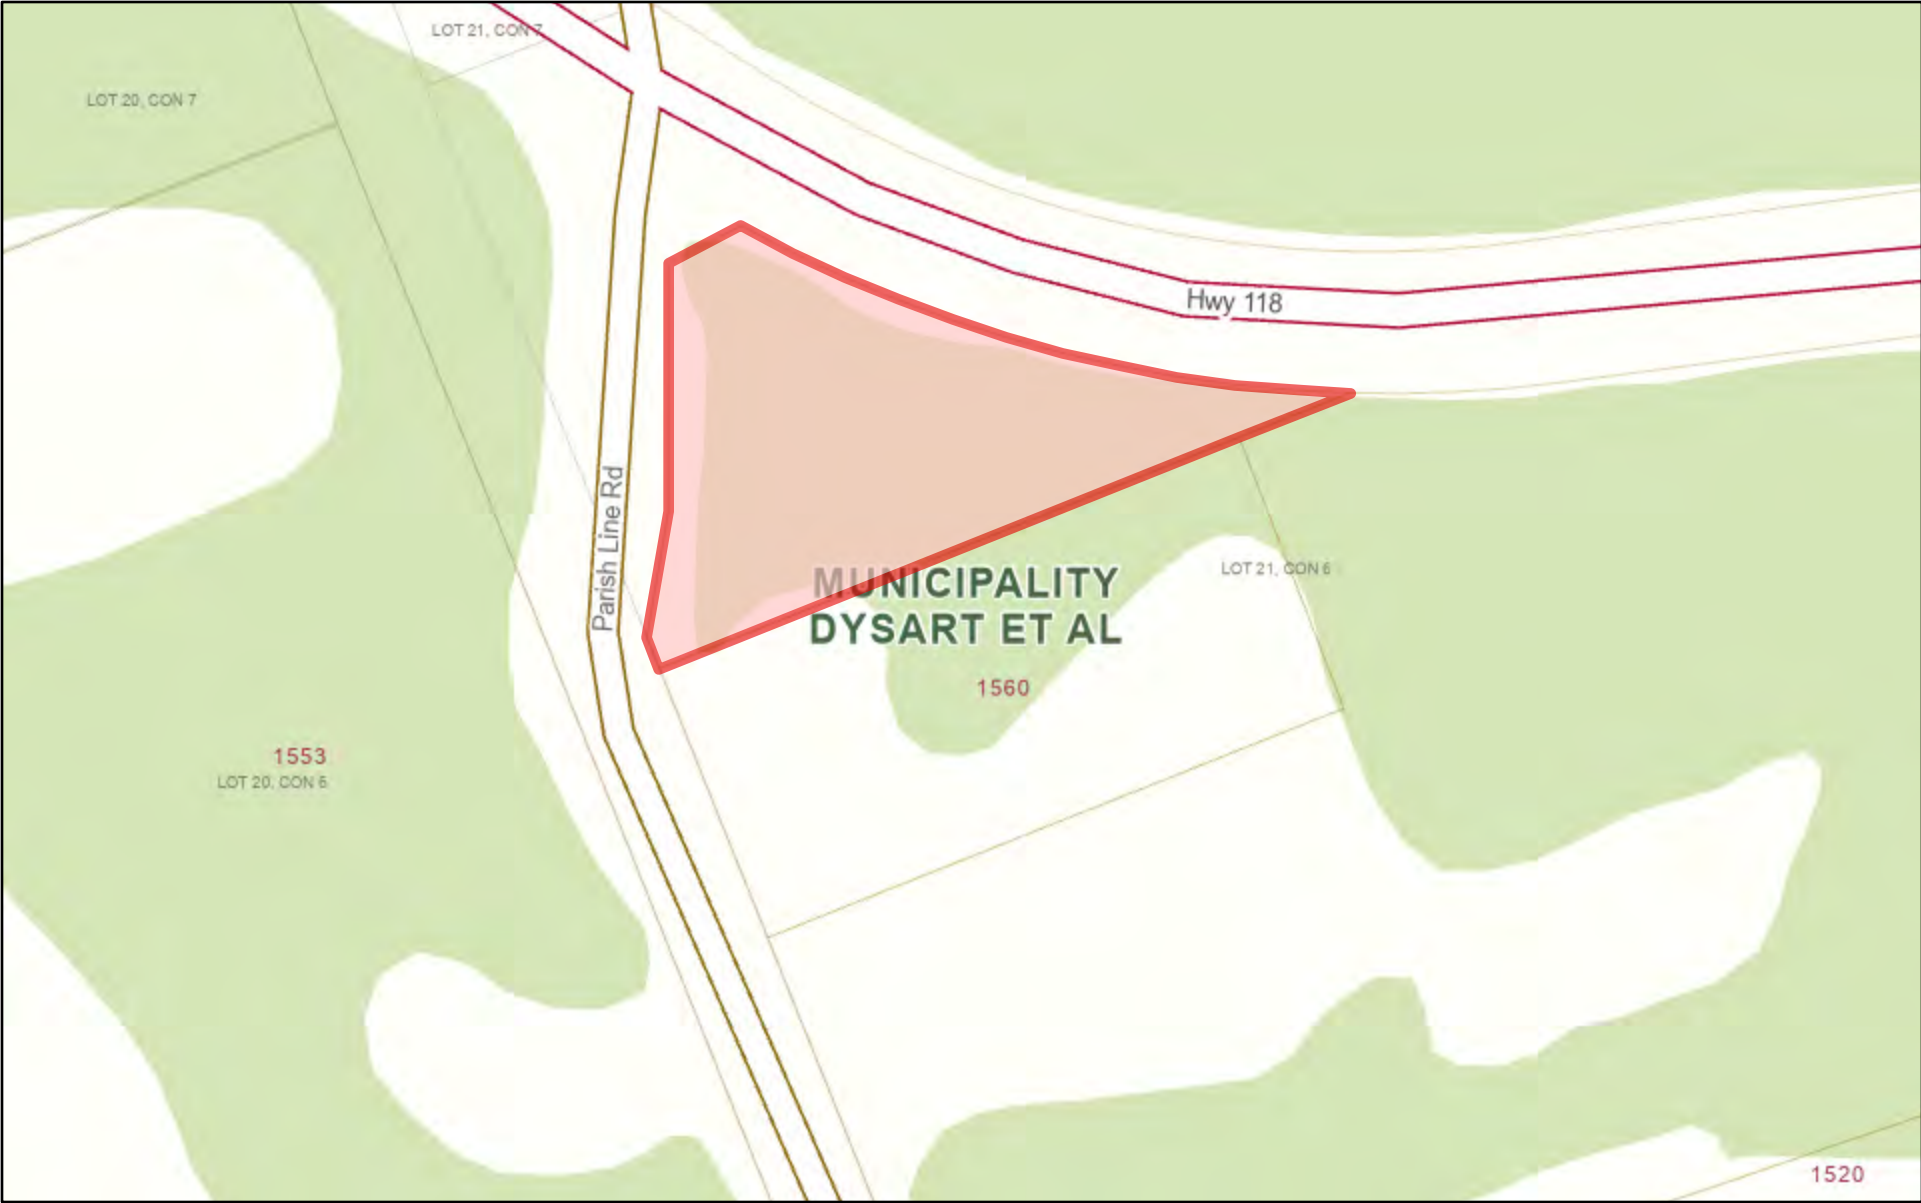 LOT 21, CON 7
LOT 20, CON 7
Hwy 118
Parish Line Rd
MUNICIPALITY
DYSART ET AL
LOT 21, CON 6
1560
1553
LOT 20, CON 6
1520